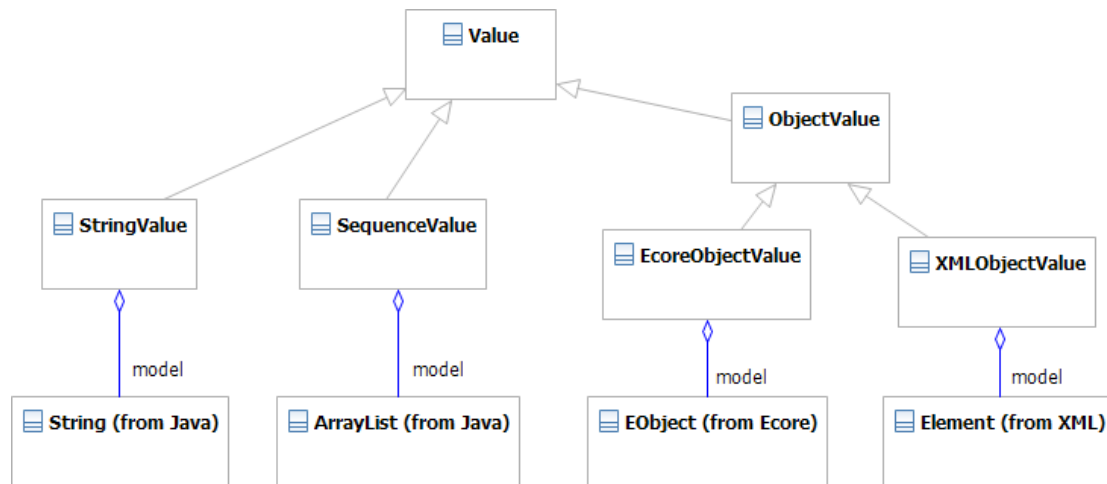 Value
ObjectValue
StringValue
SequenceValue
EcoreObjectValue
XMLObjectValue
model
model
model
model
String (from Java)
ArrayList (from Java)
EObject (from Ecore)
Element (from XML)